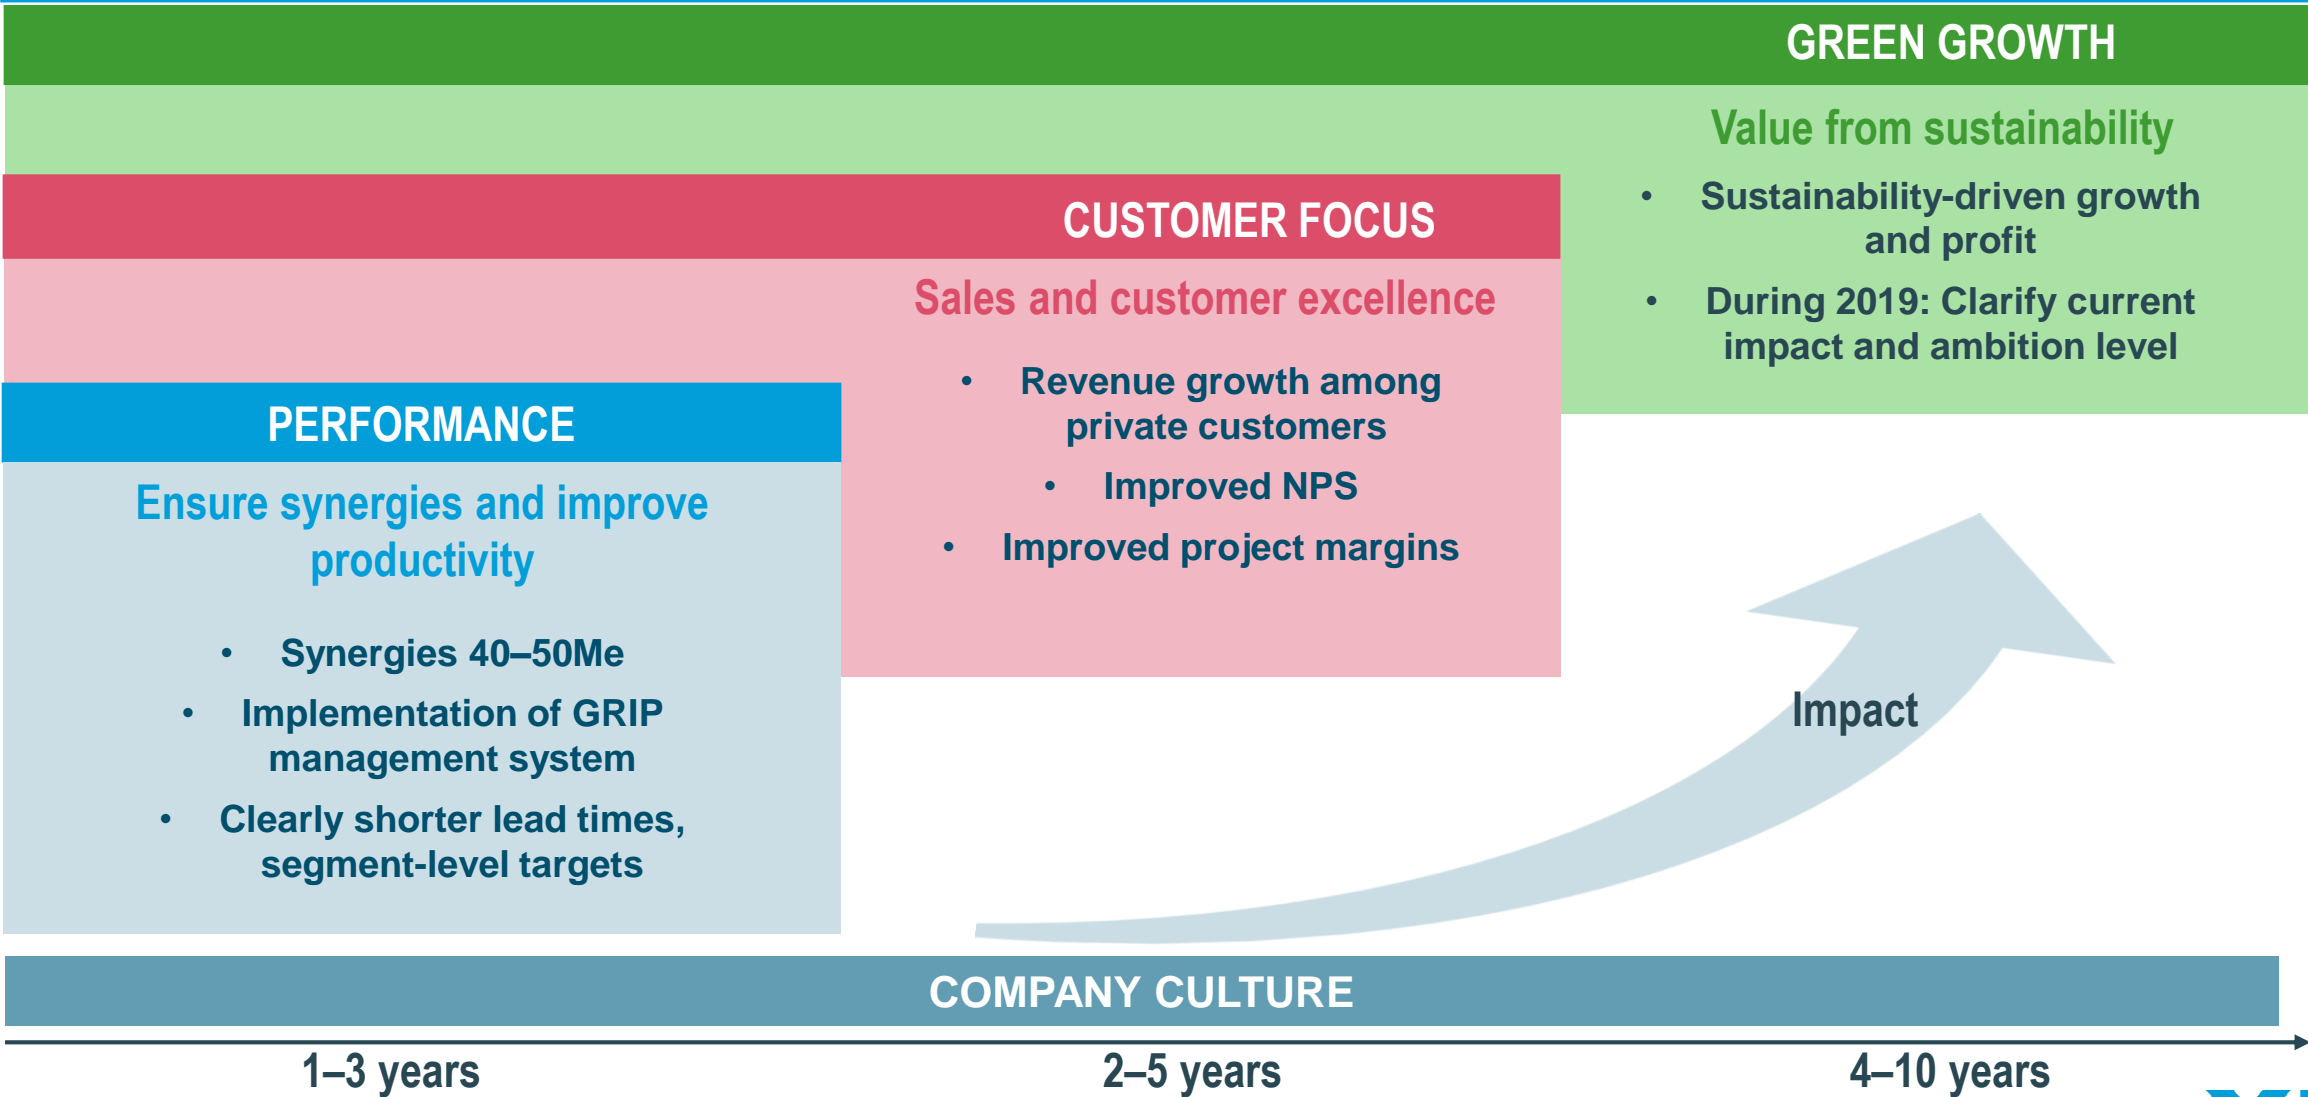 GREEN GROWTH
Value from sustainability
• Sustainability-driven growth
and profit
• During 2019: Clarify current
impact and ambition level
CUSTOMER FOCUS
Sales and customer excellence
• Revenue growth among
private customers
• Improved NPS
• Improved project margins
PERFORMANCE
Ensure synergies and improve
productivity
• Synergies 40–50Me
• Implementation of GRIP
management system
• Clearly shorter lead times,
segment-level targets
Impact
COMPANY CULTURE
1–3 years
2–5 years
4–10 years